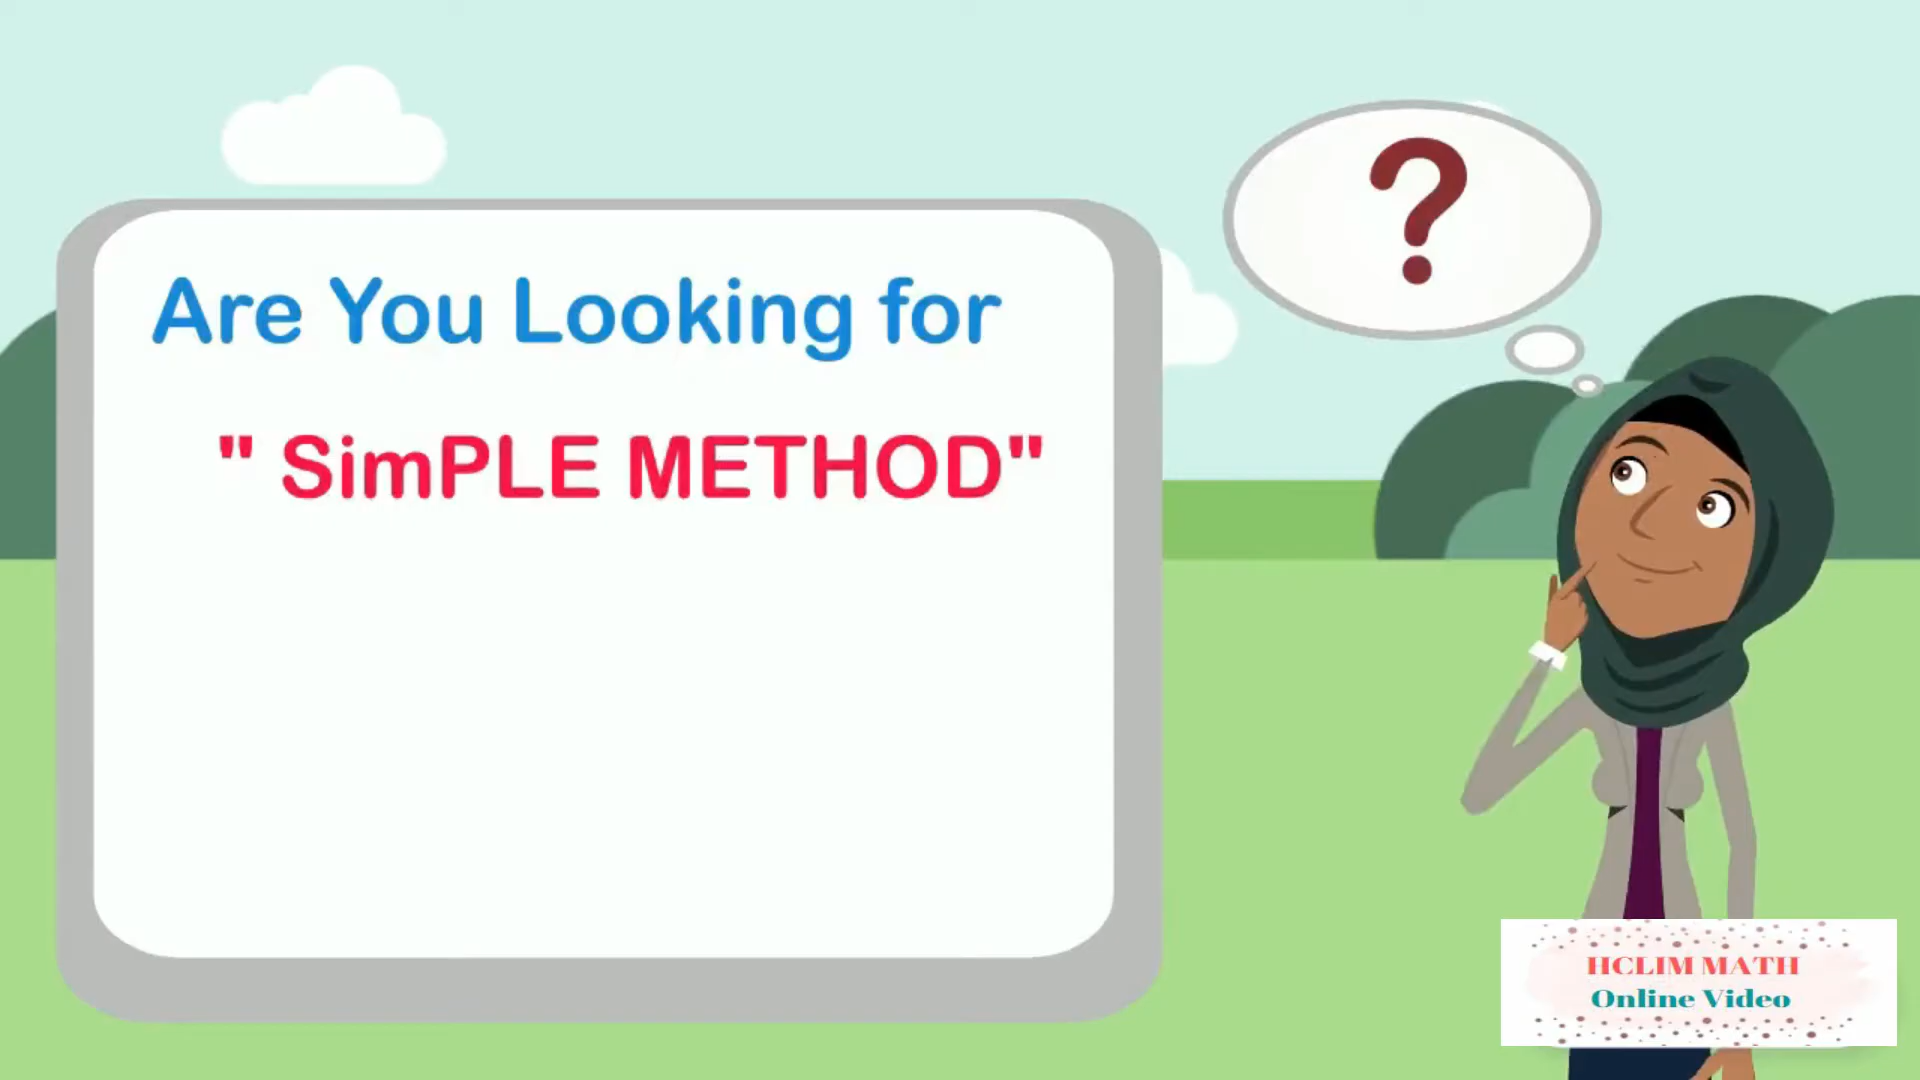 Are You Looking for
" SimPLE METHOD"
?
HCLIM MATH
Online Video